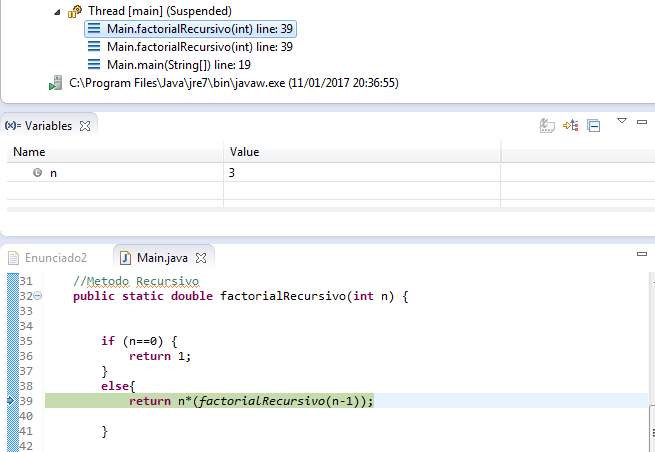 Thread [main] (Suspended)
Main.factorialRecursivo(int) line: 39
Main.factorialRecursivo(int) line: 39
Main.main(String[]) line: 19
C:\Program Files\Java\jre7\bin\javaw.exe (11/01/2017 20:36:55)
(x)= Variables
Name Value
n 3
Enunciado2 Main.java
31 //Metodo Recursivo
32 public static double factorialRecursivo(int n) {
33
34
35 if (n==0) {
36 return 1;
37 }
38 else{
39 return n*(factorialRecursivo(n-1));
40
41 }
42